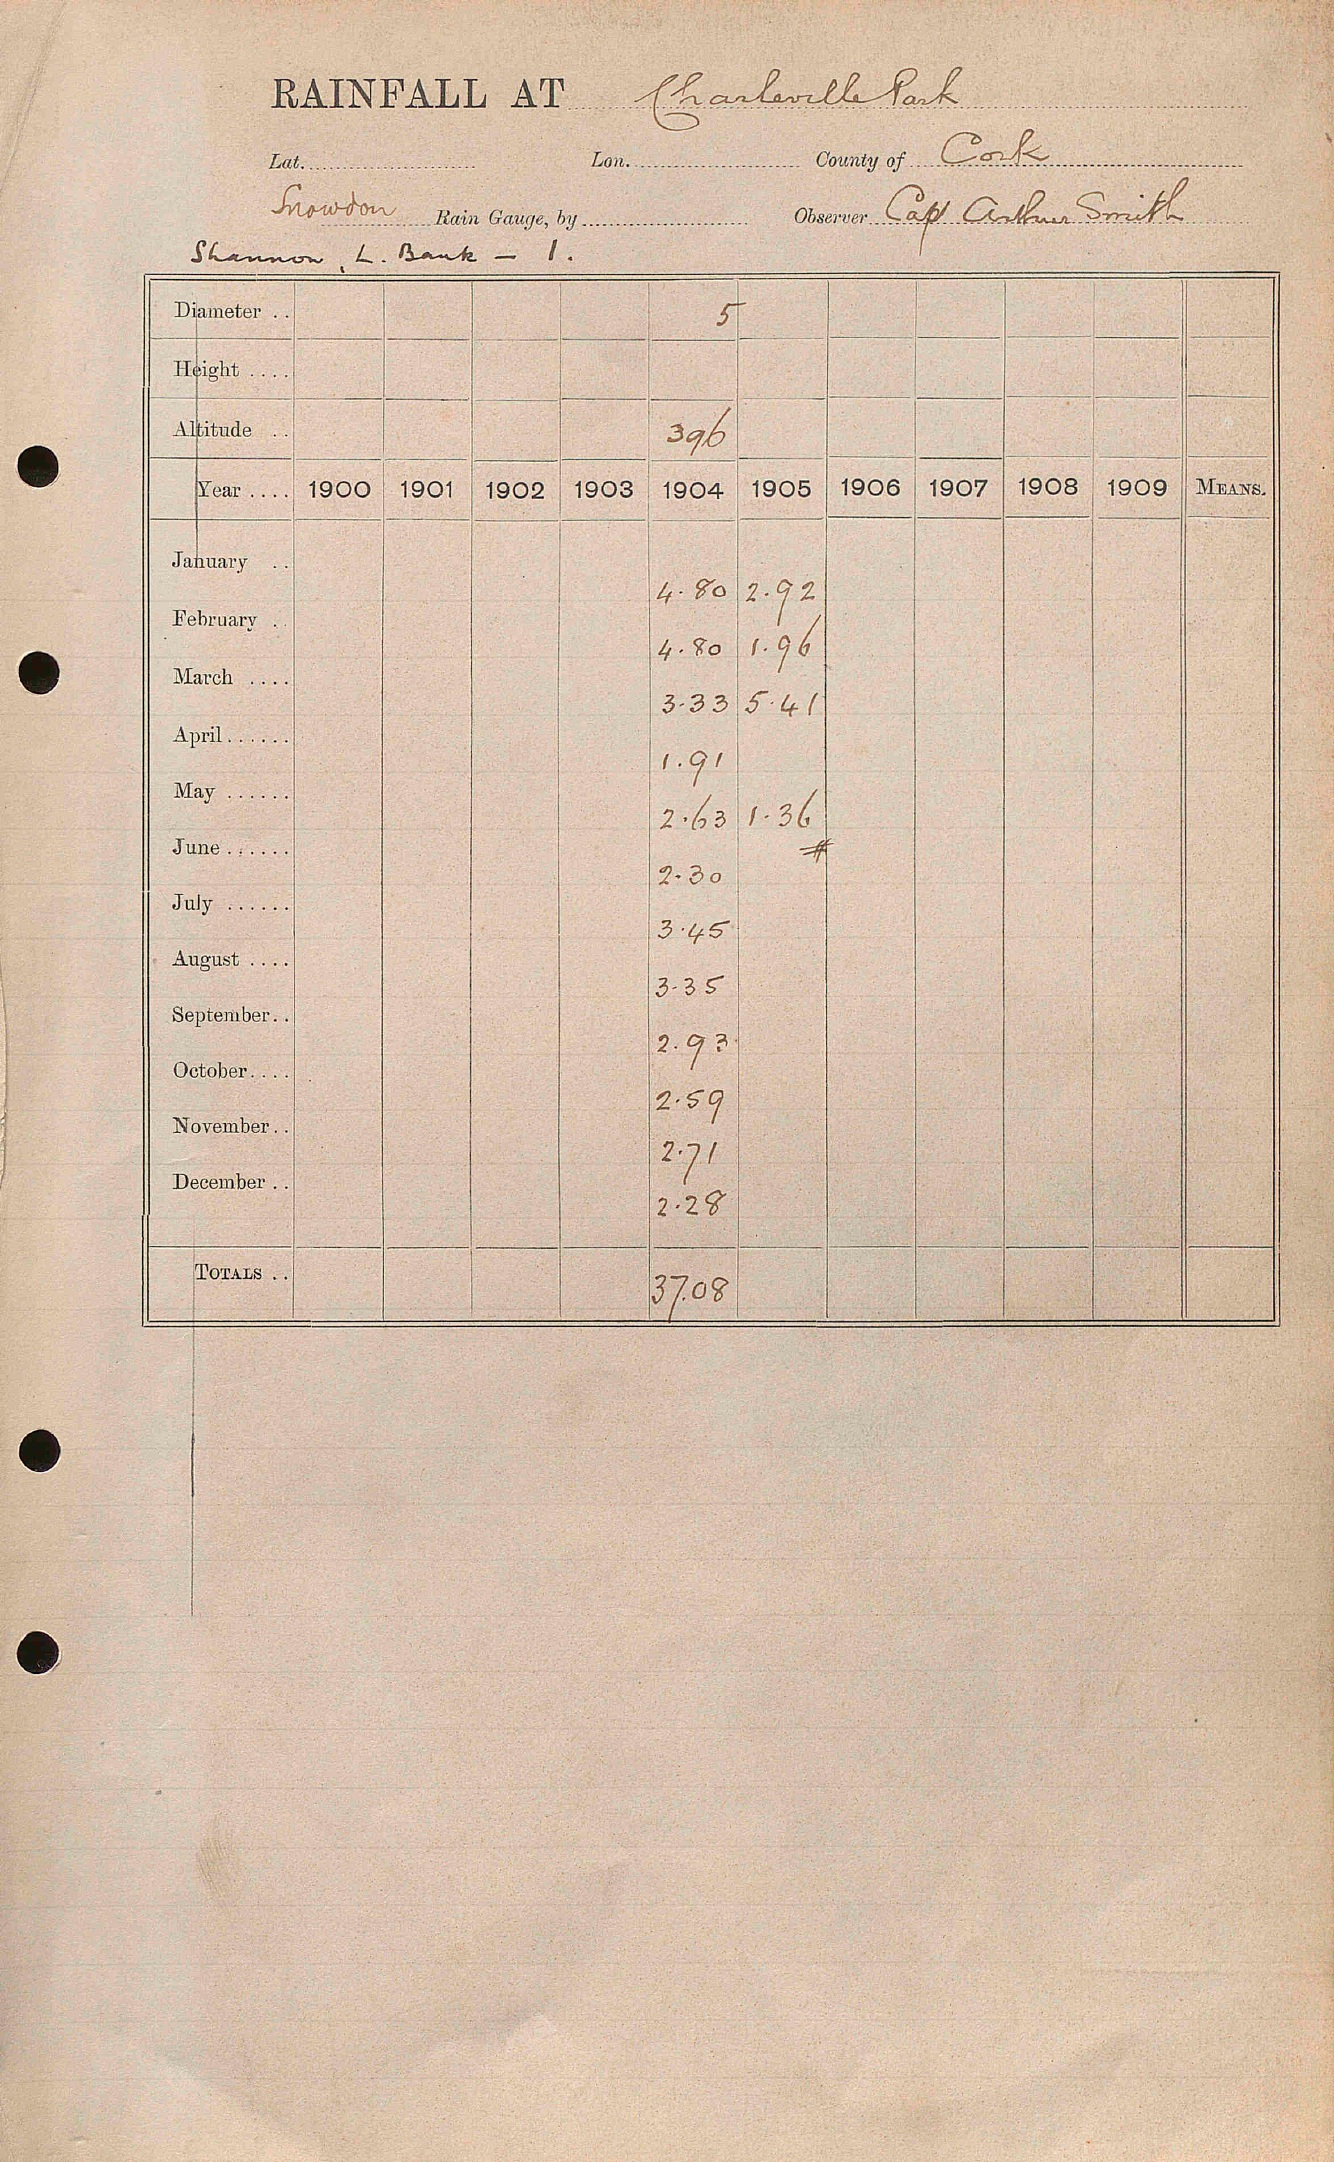 RAINFALL AT Charleville Park
Lat. Lon. County of Cork
Snowdon Rain Gauge, by Observer Cap Arthur Smith
Shannon, L. Bank — 1.
Diameter .. 5
Height ....
Altitude .. 396
Year .... 1900 1901 1902 1903 1904 1905 1906 1907 1908 1909 MEANS.
January ..
4.80 2.92
February ..
4.80 1.96
March ....
3.33 5.41
April ......
1.91
May ......
2.63 1.36
June ...... #
2.30
July ......
3.45
August ....
3.35
September ..
2.93
October ....
2.59
November ..
2.71
December ..
2.28
TOTALS ..
37.08